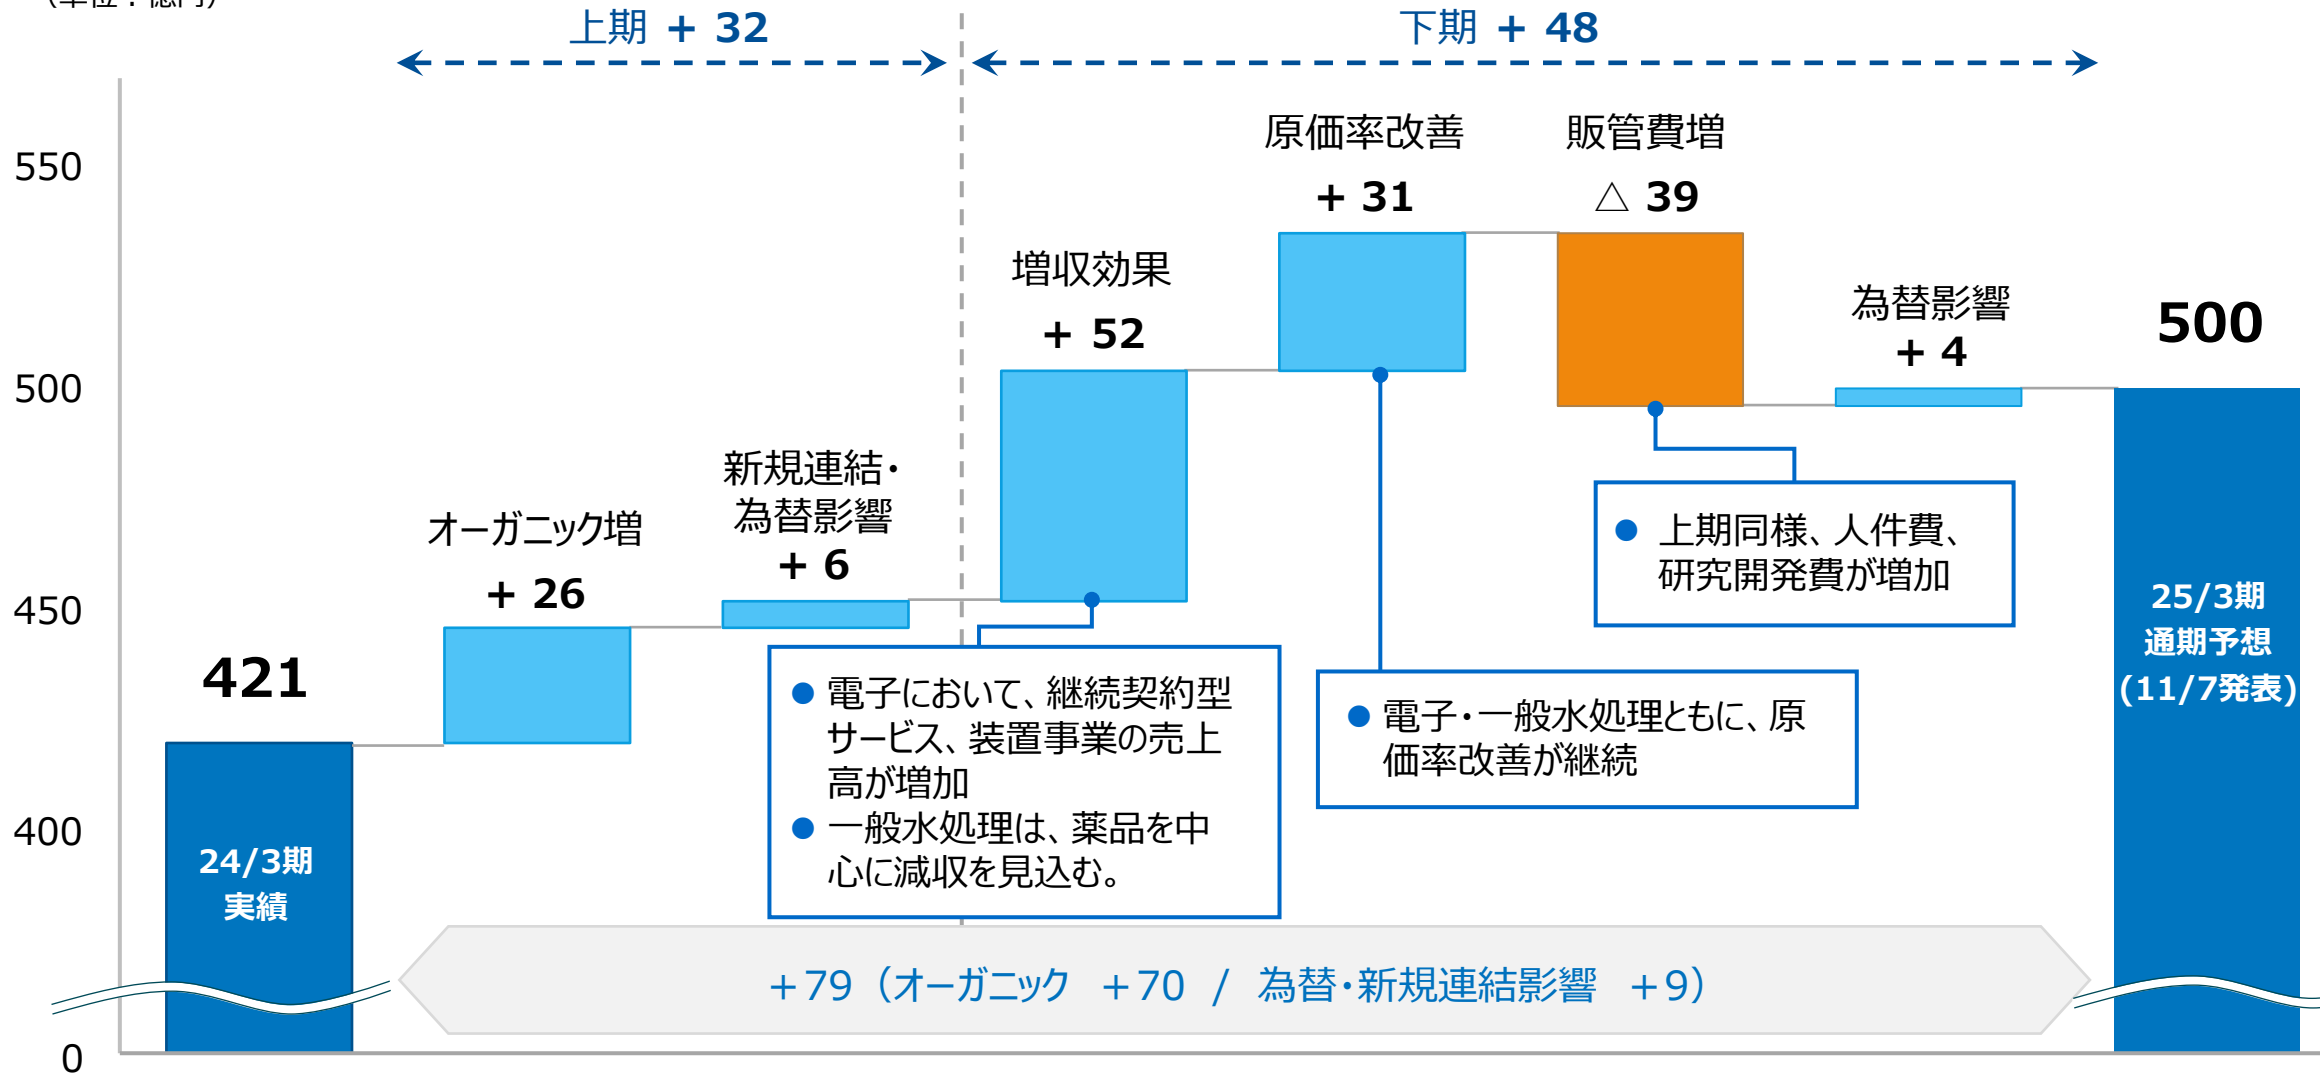 （単位：億円）
上期 + 32
下期 + 48
550
500
450
400
0
421
24/3期
実績
オーガニック増
+ 26
新規連結・
為替影響
+ 6
増収効果
+ 52
原価率改善
+ 31
販管費増
△ 39
為替影響
+ 4
500
25/3期
通期予想
(11/7発表)
● 電子において、継続契約型
サービス、装置事業の売上
高が増加
● 一般水処理は、薬品を中
心に減収を見込む。
● 電子・一般水処理ともに、原
価率改善が継続
● 上期同様、人件費、
研究開発費が増加
+79（オーガニック +70 / 為替・新規連結影響 +9）